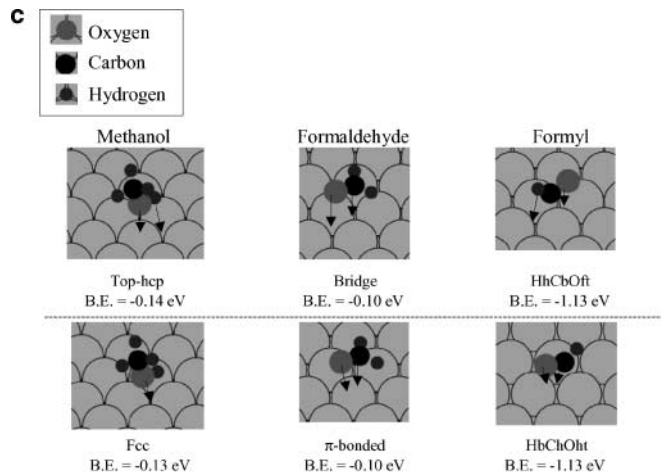 c
Oxygen
Carbon
Hydrogen
Methanol Formaldehyde Formyl
Top-hcp Bridge HhCbOft
B.E. = -0.14 eV B.E. = -0.10 eV B.E. = -1.13 eV
Fcc π-bonded HbChOht
B.E. = -0.13 eV B.E. = -0.10 eV B.E. = -1.13 eV